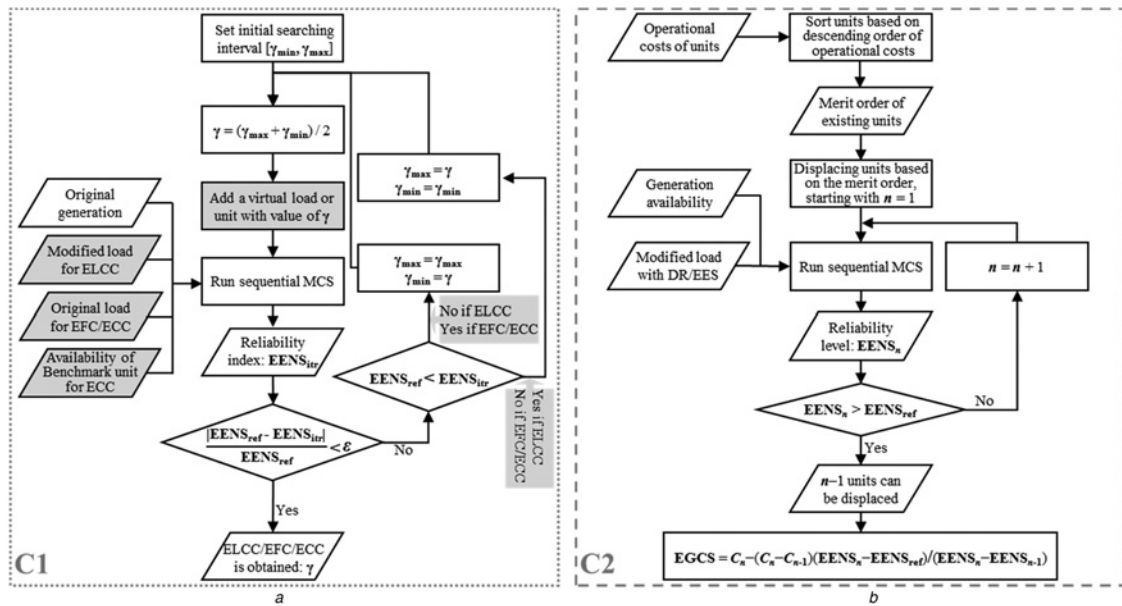 Set initial searching
interval [γmin, γmax]
γ = (γmax + γmin) / 2
Add a virtual load or
unit with value of γ
Original
generation
Modified load
for ELCC
Original load
for EFC/ECC
Availability of
Benchmark unit
for ECC
Run sequential MCS
Reliability
index: EENSitr
|EENSref - EENSitr|
EENSref
< ε
No
Yes
ELCC/EFC/ECC
is obtained: γ
γmax = γ
γmin = γmin
γmax = γmax
γmin = γ
No if ELCC
Yes if EFC/ECC
EENSref < EENSitr
Yes if ELCC
No if EFC/ECC
C1
a
Operational
costs of units
Sort units based on
descending order of
operational costs
Merit order of
existing units
Displacing units based
on the merit order,
starting with n = 1
Generation
availability
Modified load
with DR/EES
Run sequential MCS
n = n + 1
Reliability
level: EENSn
EENSn > EENSref
No
Yes
n−1 units can
be displaced
EGCS = Cn−(Cn−Cn-1)(EENSn−EENSref)/(EENSn−EENSn-1)
C2
b